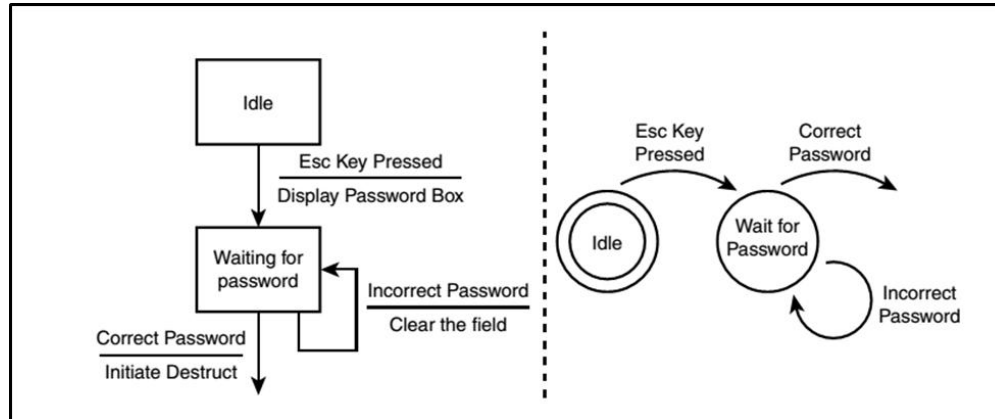 Idle
Esc Key Pressed
Display Password Box
Waiting for
password
Incorrect Password
Clear the field
Correct Password
Initiate Destruct
Esc Key
Pressed
Correct
Password
Idle
Wait for
Password
Incorrect
Password